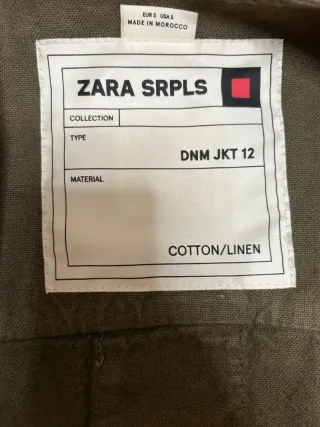 EUR S USA S
MADE IN MOROCCO
ZARA SRPLS
COLLECTION
TYPE
DNM JKT 12
MATERIAL
COTTON/LINEN